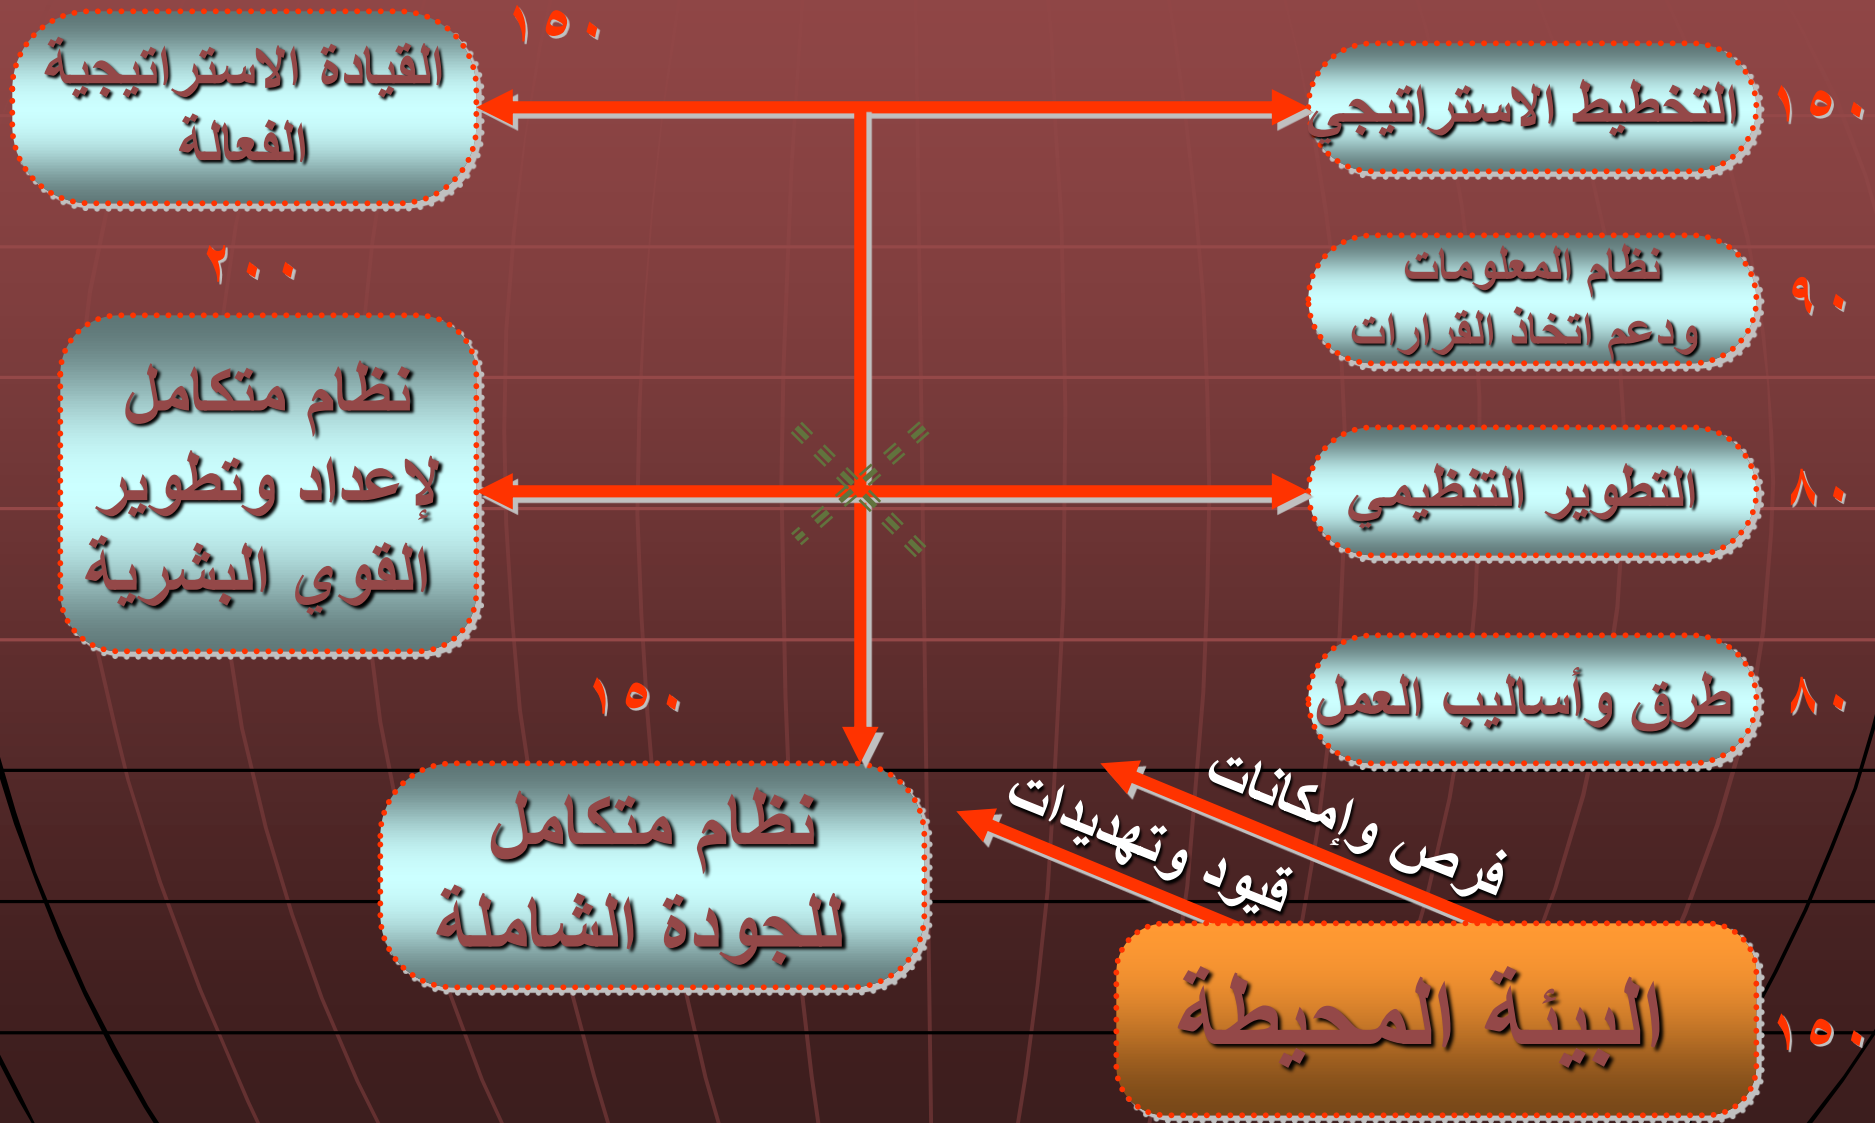 التخطيط الاستراتيجي
١٥٠
القيادة الاستراتيجية
الفعالة
١٥٠
نظام المعلومات
ودعم اتخاذ القرارات
٩٠
نظام متكامل
لإعداد وتطوير
القوي البشرية
٢٠٠
التطوير التنظيمي
٨٠
طرق وأساليب العمل
٨٠
نظام متكامل
للجودة الشاملة
١٥٠
فرص وإمكانات
قيود وتهديدات
البيئة المحيطة
١٥٠